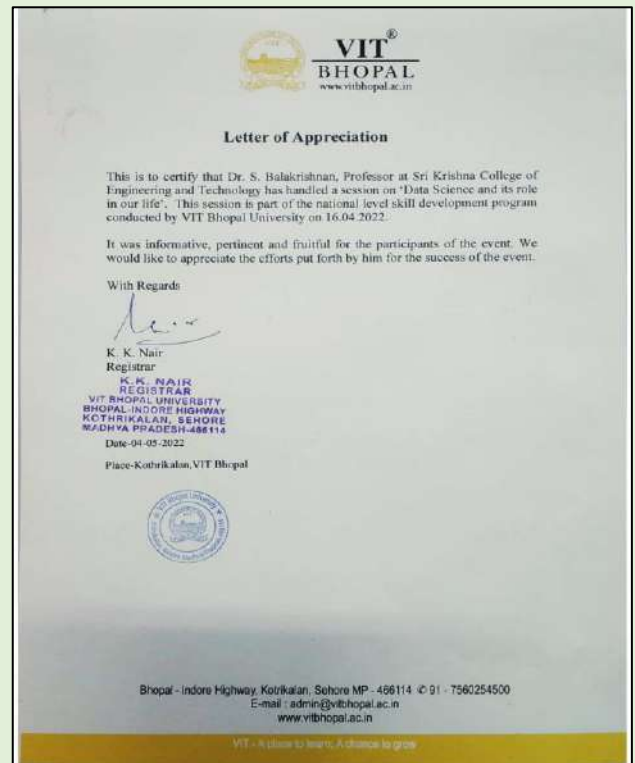 VIT®
BHOPAL
www.vitbhopal.ac.in
Letter of Appreciation
This is to certify that Dr. S. Balakrishnan, Professor at Sri Krishna College of
Engineering and Technology has handled a session on ‘Data Science and its role
in our life’. This session is part of the national level skill development program
conducted by VIT Bhopal University on 16.04.2022.
It was informative, pertinent and fruitful for the participants of the event. We
would like to appreciate the efforts put forth by him for the success of the event.
With Regards
K. K. Nair
Registrar
K.K. NAIR
REGISTRAR
VIT BHOPAL UNIVERSITY
BHOPAL-INDORE HIGHWAY
KOTHRIKALAN, SEHORE
MADHYA PRADESH-466114
Date-04-05-2022
Place-Kothrikalan,VIT Bhopal
VIT Bhopal University
Bhopal - Indore Highway, Kotrikalan, Sehore MP - 466114 ✆ 91 - 7560254500
E-mail : admin@vitbhopal.ac.in
www.vitbhopal.ac.in
VIT - A place to learn; A chance to grow